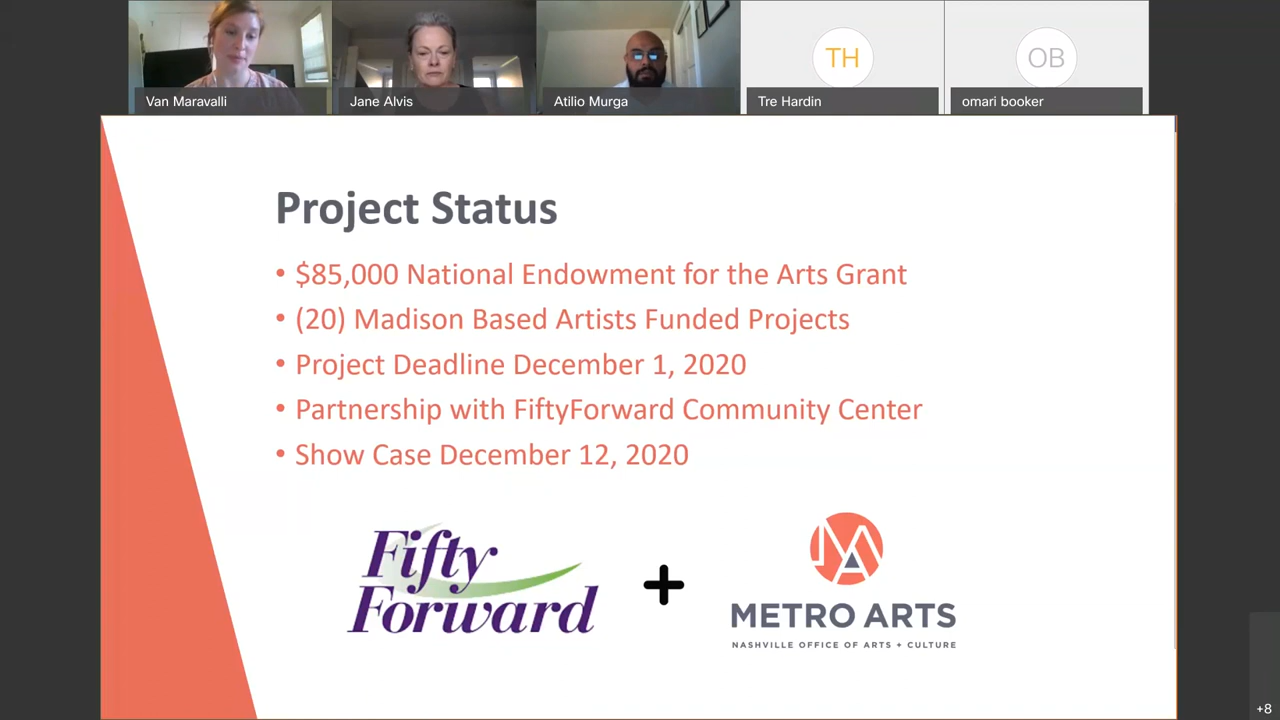 TH
OB
Van Maravalli
Jane Alvis
Atilio Murga
Tre Hardin
omari booker
Project Status
• $85,000 National Endowment for the Arts Grant
• (20) Madison Based Artists Funded Projects
• Project Deadline December 1, 2020
• Partnership with FiftyForward Community Center
• Show Case December 12, 2020
Fifty
Forward
+
MA
METRO ARTS
NASHVILLE OFFICE OF ARTS + CULTURE
+8